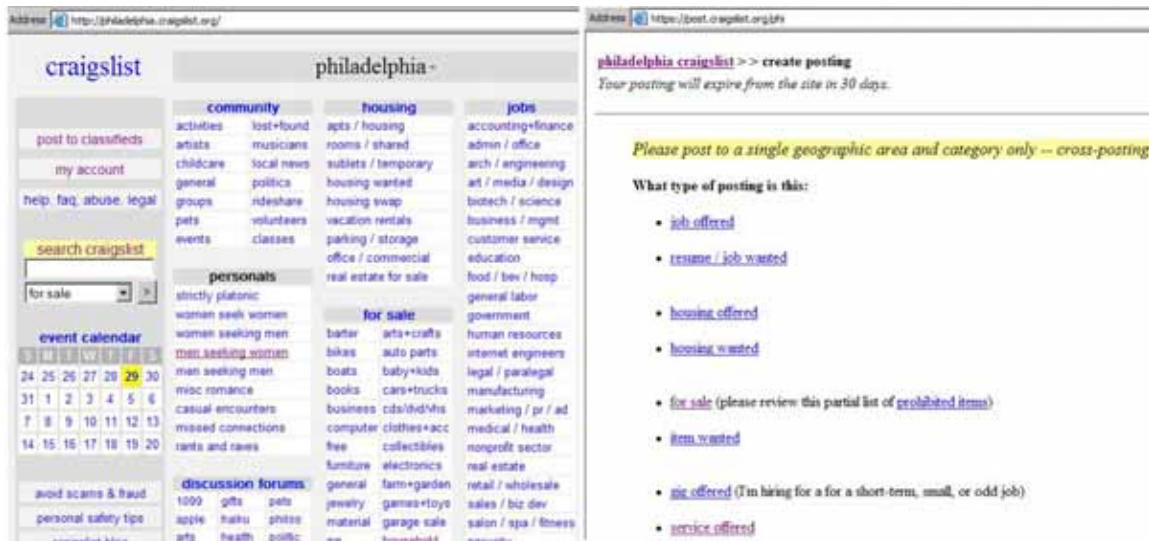 Address http://philadelphia.craigslist.org/
craigslist
post to classifieds
my account
help, faq, abuse, legal
search craigslist
for sale >
event calendar
S M T W T F S
24 25 26 27 28 29 30
31 1 2 3 4 5 6
7 8 9 10 11 12 13
14 15 16 17 18 19 20
avoid scams & fraud
personal safety tips
craigslist blog
philadelphia
community
activities lost+found
artists musicians
childcare local news
general politics
groups rideshare
pets volunteers
events classes
personals
strictly platonic
women seek women
women seeking men
men seeking women
men seeking men
misc romance
casual encounters
missed connections
rants and raves
discussion forums
1099 gifts pets
apple haiku philos
arts health politic
housing
apts / housing
rooms / shared
sublets / temporary
housing wanted
housing swap
vacation rentals
parking / storage
office / commercial
real estate for sale
for sale
barter arts+crafts
bikes auto parts
boats baby+kids
books cars+trucks
business cds/dvd/vhs
computer clothes+acc
free collectibles
furniture electronics
general farm+garden
jewelry games+toys
material garage sale
household
jobs
accounting+finance
admin / office
arch / engineering
art / media / design
biotech / science
business / mgmt
customer service
education
food / bev / hosp
general labor
government
human resources
internet engineers
legal / paralegal
manufacturing
marketing / pr / ad
medical / health
nonprofit sector
real estate
retail / wholesale
sales / biz dev
salon / spa / fitness
security
Address https://post.craigslist.org/phi
philadelphia craigslist > > create posting
Your posting will expire from the site in 30 days.
Please post to a single geographic area and category only -- cross-posting
What type of posting is this:
• job offered
• resume / job wanted
• housing offered
• housing wanted
• for sale (please review this partial list of prohibited items)
• item wanted
• gig offered (I'm hiring for a for a short-term, small, or odd job)
• service offered